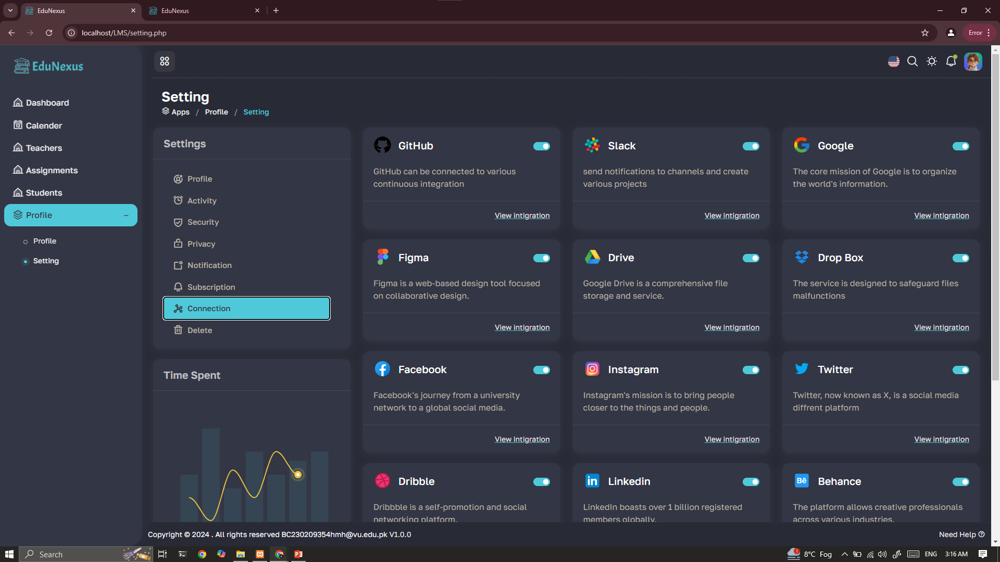 EduNexus
EduNexus
localhost/LMS/setting.php
Error
EduNexus
Dashboard
Calender
Teachers
Assignments
Students
Profile
Profile
Setting
Setting
Apps / Profile / Setting
Settings
Profile
Activity
Security
Privacy
Notification
Subscription
Connection
Delete
Time Spent
GitHub
GitHub can be connected to various
continuous integration
View intigration
Slack
send notifications to channels and create
various projects
View intigration
Google
The core mission of Google is to organize
the world's information.
View intigration
Figma
Figma is a web-based design tool focused
on collaborative design.
View intigration
Drive
Google Drive is a comprehensive file
storage and service.
View intigration
Drop Box
The service is designed to safeguard files
malfunctions
View intigration
Facebook
Facebook's journey from a university
network to a global social media.
View intigration
Instagram
Instagram's mission is to bring people
closer to the things and people.
View intigration
Twitter
Twitter, now known as X, is a social media
diffrent platform
View intigration
Dribble
Dribbble is a self-promotion and social
networking platform.
Linkedin
LinkedIn boasts over 1 billion registered
members globally.
Bē
Behance
The platform allows creative professionals
across various industries.
Copyright © 2024 . All rights reserved BC230209354hmh@vu.edu.pk V1.0.0
Need Help
Search
1
8°C Fog
ENG
3:16 AM